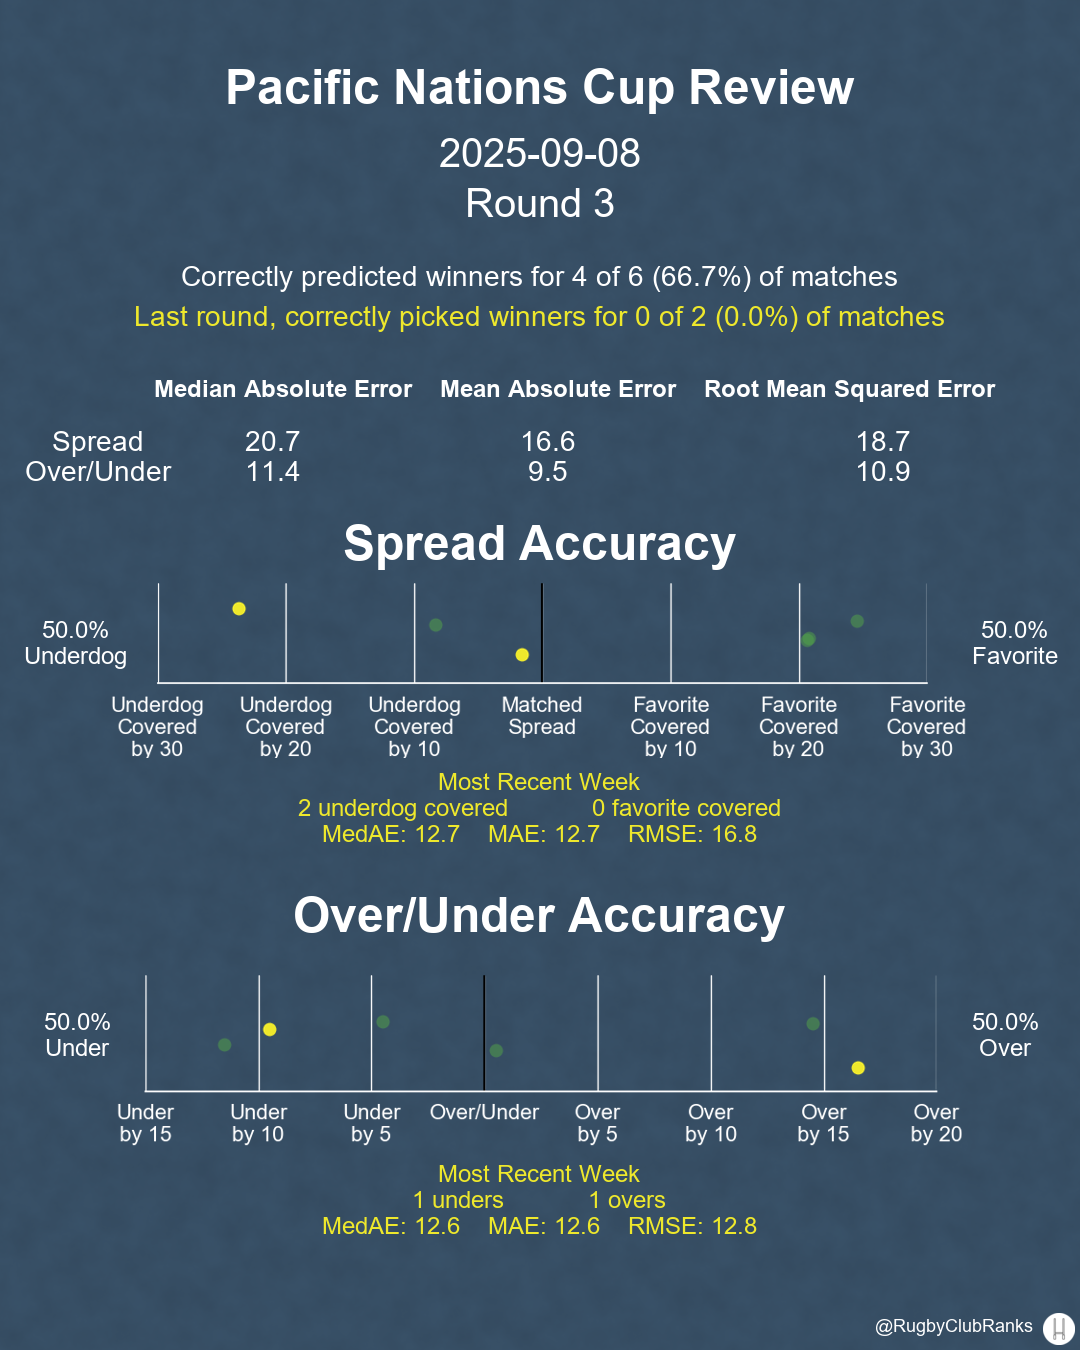 Pacific Nations Cup Review
2025-09-08
Round 3
Correctly predicted winners for 4 of 6 (66.7%) of matches
Last round, correctly picked winners for 0 of 2 (0.0%) of matches
Median Absolute Error Mean Absolute Error Root Mean Squared Error
Spread 20.7 16.6 18.7
Over/Under 11.4 9.5 10.9
Spread Accuracy
50.0% Underdog
50.0% Favorite
Underdog Covered by 30
Underdog Covered by 20
Underdog Covered by 10
Matched Spread
Favorite Covered by 10
Favorite Covered by 20
Favorite Covered by 30
Most Recent Week
2 underdog covered 0 favorite covered
MedAE: 12.7 MAE: 12.7 RMSE: 16.8
Over/Under Accuracy
50.0% Under
50.0% Over
Under by 15
Under by 10
Under by 5
Over/Under
Over by 5
Over by 10
Over by 15
Over by 20
Most Recent Week
1 unders 1 overs
MedAE: 12.6 MAE: 12.6 RMSE: 12.8
@RugbyClubRanks